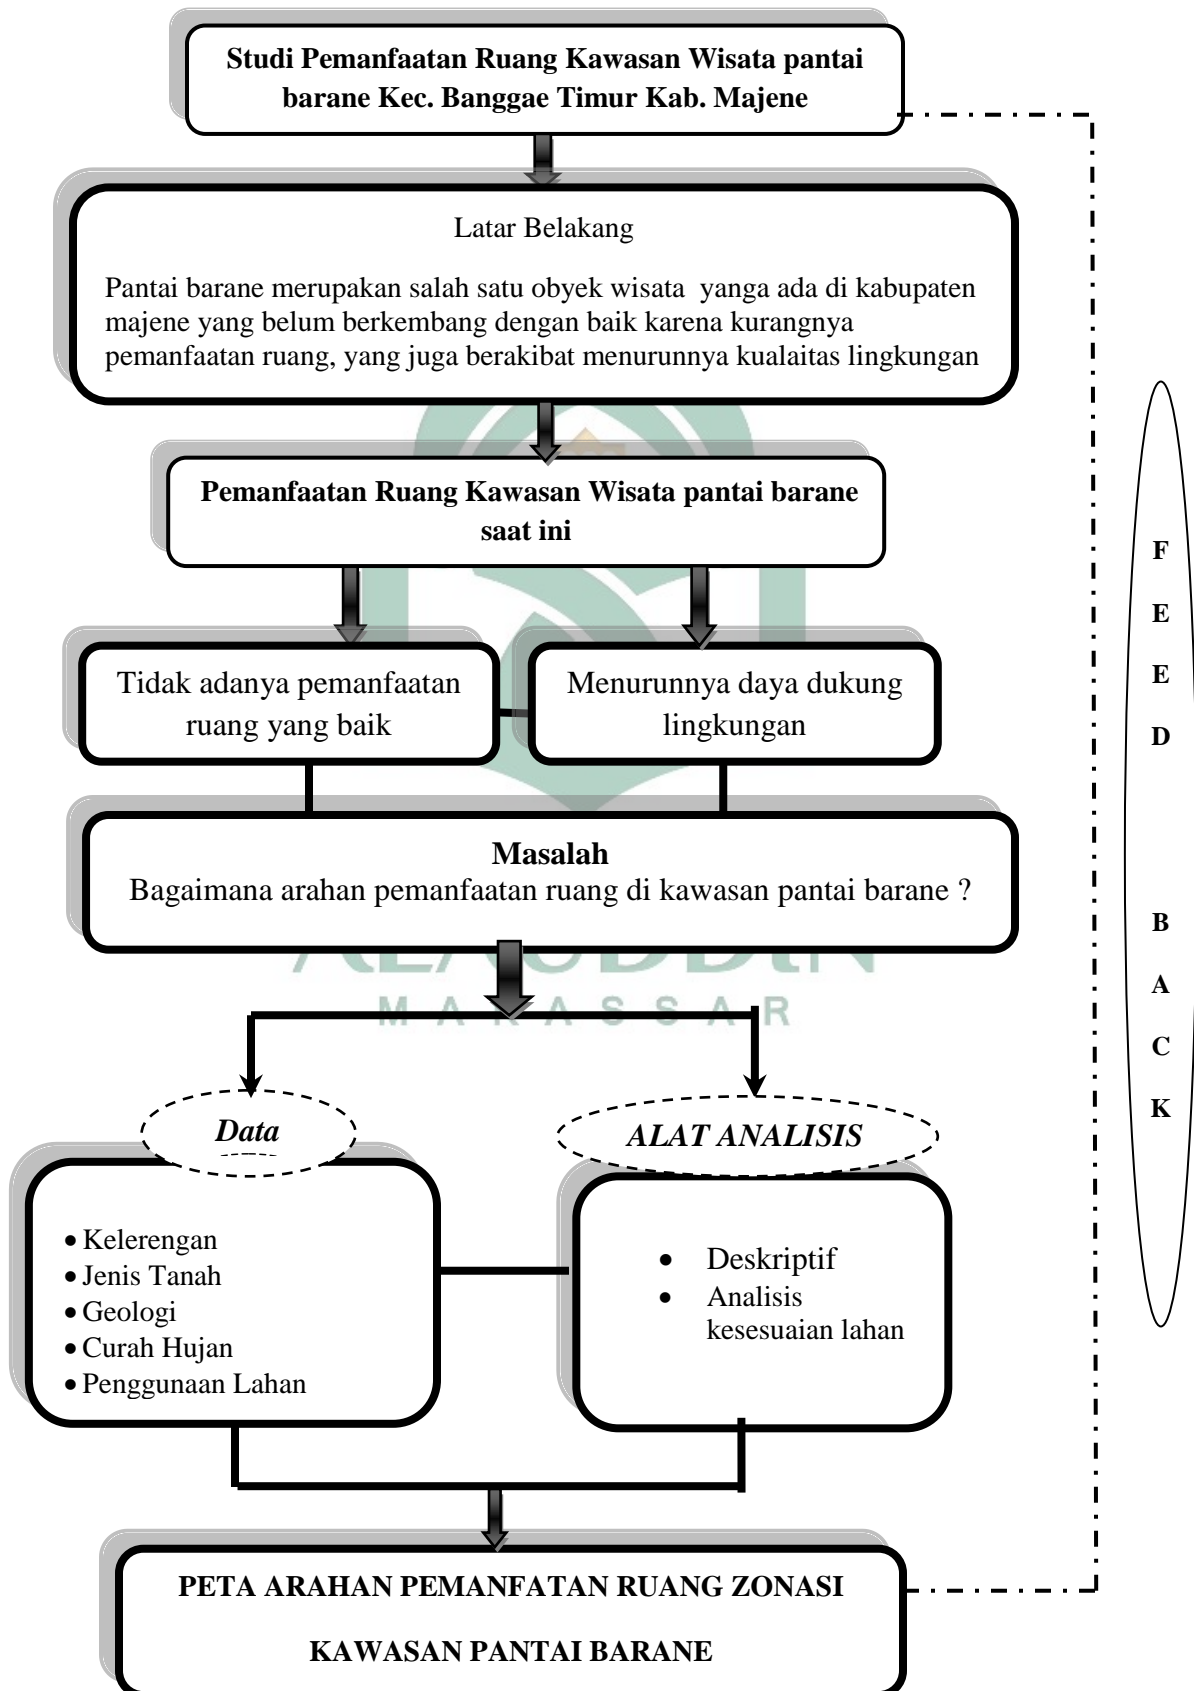 Studi Pemanfaatan Ruang Kawasan Wisata pantai
barane Kec. Banggae Timur Kab. Majene
Latar Belakang
Pantai barane merupakan salah satu obyek wisata yanga ada di kabupaten
majene yang belum berkembang dengan baik karena kurangnya
pemanfaatan ruang, yang juga berakibat menurunnya kualaitas lingkungan
Pemanfaatan Ruang Kawasan Wisata pantai barane
saat ini
Tidak adanya pemanfaatan
ruang yang baik
Menurunnya daya dukung
lingkungan
Masalah
Bagaimana arahan pemanfaatan ruang di kawasan pantai barane ?
ALAUDDIN
MAKASSAR
Data
• Kelerengan
• Jenis Tanah
• Geologi
• Curah Hujan
• Penggunaan Lahan
ALAT ANALISIS
• Deskriptif
• Analisis
kesesuaian lahan
PETA ARAHAN PEMANFATAN RUANG ZONASI
KAWASAN PANTAI BARANE
F
E
E
D
B
A
C
K